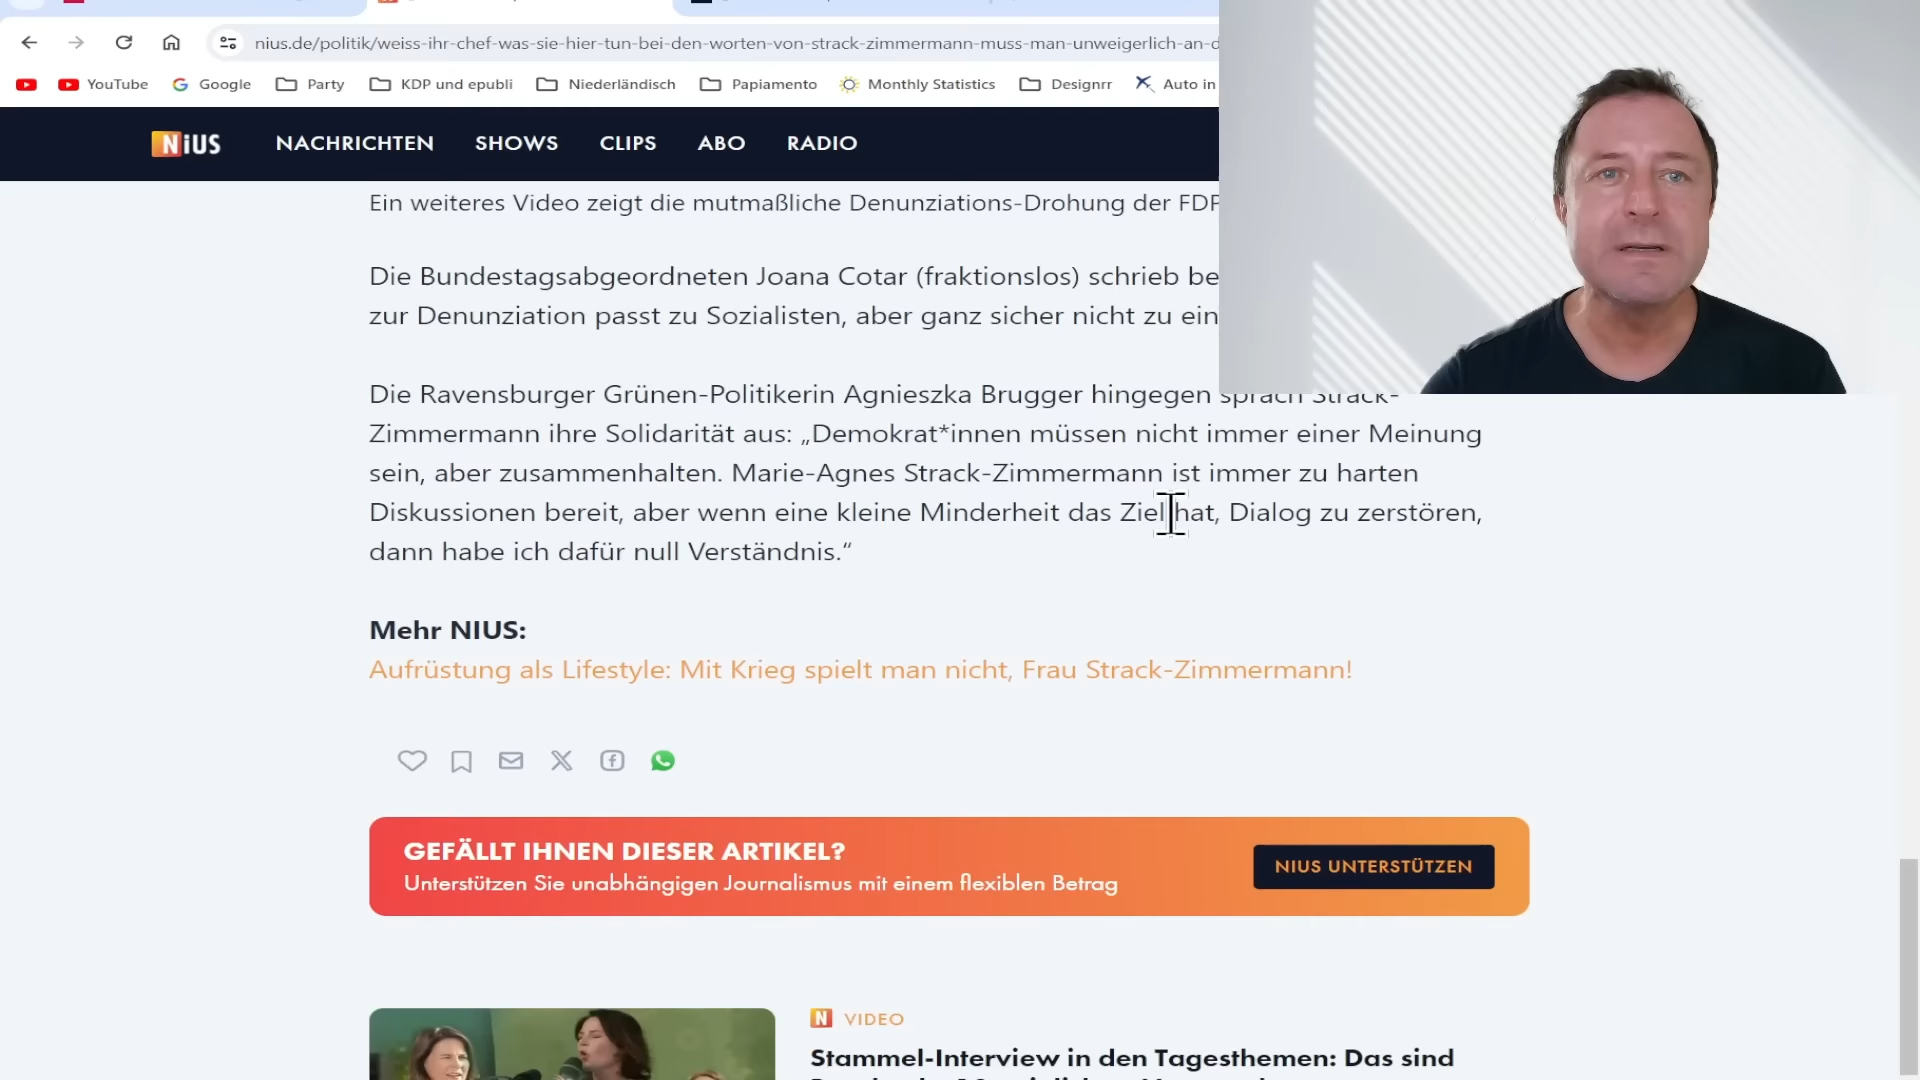 nius.de/politik/weiss-ihr-chef-was-sie-hier-tun-bei-den-worten-von-strack-zimmermann-muss-man-unweigerlich-an-d
YouTube Google Party KDP und epubli Niederländisch Papiamento Monthly Statistics Designrr Auto in
NiUS NACHRICHTEN SHOWS CLIPS ABO RADIO
Ein weiteres Video zeigt die mutmaßliche Denunziations-Drohung der FDP
Die Bundestagsabgeordneten Joana Cotar (fraktionslos) schrieb be
zur Denunziation passt zu Sozialisten, aber ganz sicher nicht zu ein
Die Ravensburger Grünen-Politikerin Agnieszka Brugger hingegen sprach Strack-
Zimmermann ihre Solidarität aus: „Demokrat*innen müssen nicht immer einer Meinung
sein, aber zusammenhalten. Marie-Agnes Strack-Zimmermann ist immer zu harten
Diskussionen bereit, aber wenn eine kleine Minderheit das Ziel hat, Dialog zu zerstören,
dann habe ich dafür null Verständnis.“
Mehr NIUS:
Aufrüstung als Lifestyle: Mit Krieg spielt man nicht, Frau Strack-Zimmermann!
GEFÄLLT IHNEN DIESER ARTIKEL?
Unterstützen Sie unabhängigen Journalismus mit einem flexiblen Betrag
NIUS UNTERSTÜTZEN
N VIDEO
Stammel-Interview in den Tagesthemen: Das sind